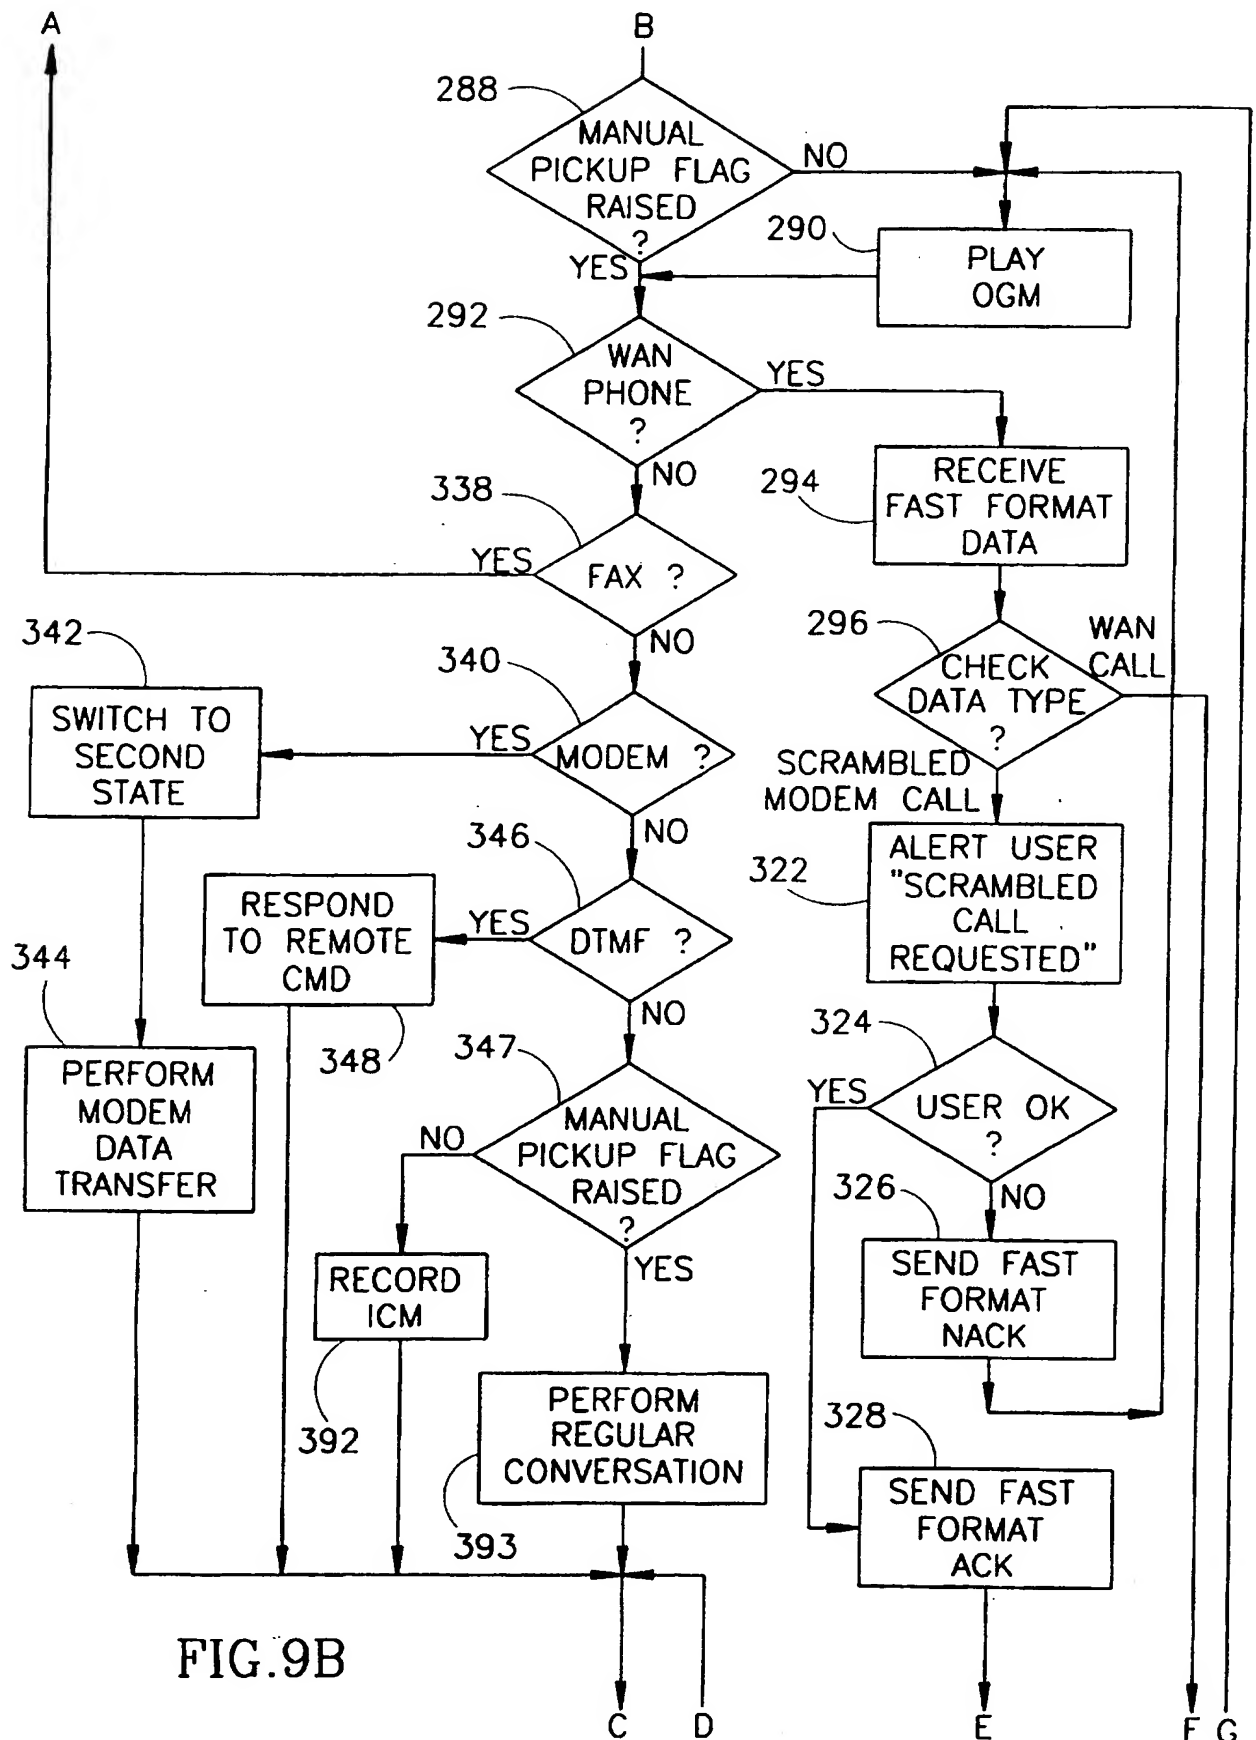 A
B
288
MANUAL
PICKUP FLAG
RAISED
?
NO
YES
290
PLAY
OGM
292
WAN
PHONE
?
YES
NO
294
RECEIVE
FAST FORMAT
DATA
338
FAX ?
YES
NO
296
CHECK
DATA TYPE
?
WAN
CALL
SCRAMBLED
MODEM CALL
342
SWITCH TO
SECOND
STATE
340
MODEM ?
YES
NO
322
ALERT USER
"SCRAMBLED
CALL
REQUESTED"
346
DTMF ?
YES
NO
RESPOND
TO REMOTE
CMD
348
344
PERFORM
MODEM
DATA
TRANSFER
347
MANUAL
PICKUP FLAG
RAISED
?
NO
YES
324
USER OK
?
YES
NO
326
SEND FAST
FORMAT
NACK
RECORD
ICM
392
PERFORM
REGULAR
CONVERSATION
393
328
SEND FAST
FORMAT
ACK
FIG.9B
C
D
E
F
G